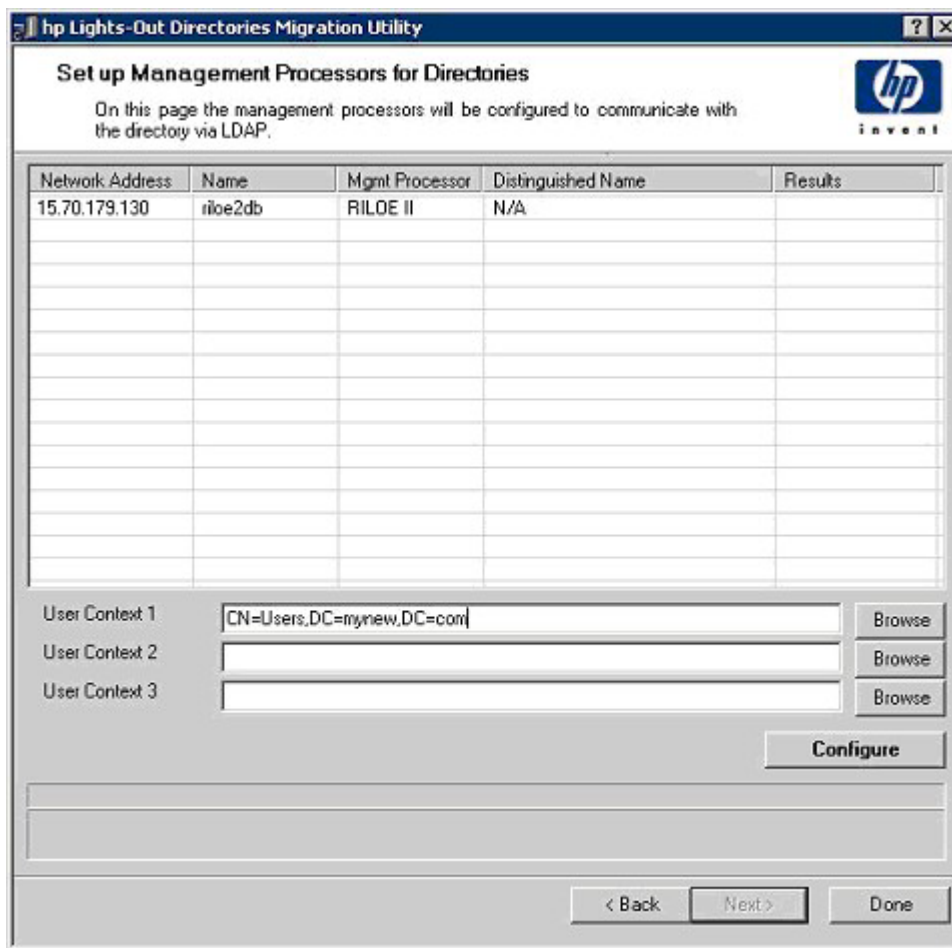 hp Lights-Out Directories Migration Utility
Set up Management Processors for Directories
On this page the management processors will be configured to communicate with
the directory via LDAP.
hp
invent
Network Address Name Mgmt Processor Distinguished Name Results
15.70.179.130 riloe2db RILOE II N/A
User Context 1 CN=Users,DC=mynew,DC=com Browse
User Context 2 Browse
User Context 3 Browse
Configure
< Back Next > Done